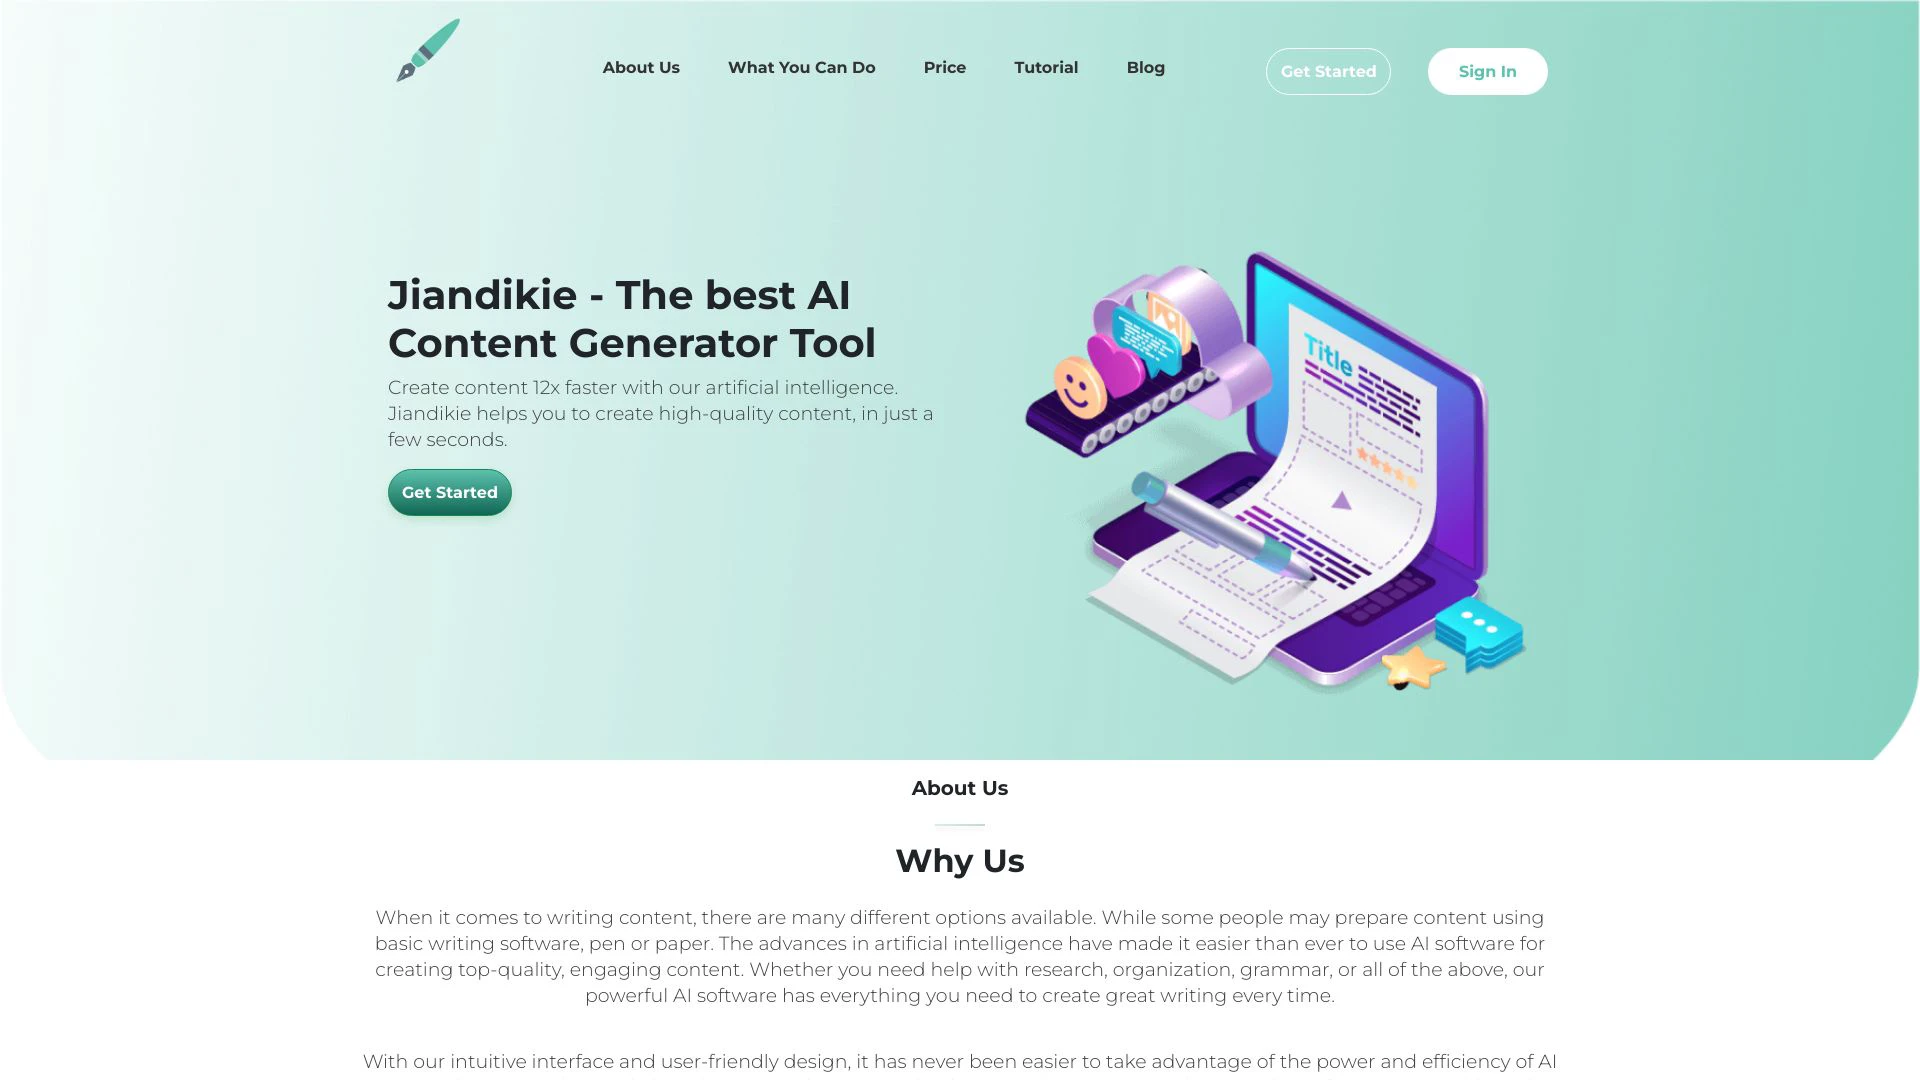 About Us
What You Can Do
Price
Tutorial
Blog
Get Started
Sign In
Jiandikie - The best AI
Content Generator Tool
Create content 12x faster with our artificial intelligence.
Jiandikie helps you to create high-quality content, in just a
few seconds.
Get Started
Title
About Us
Why Us
When it comes to writing content, there are many different options available. While some people may prepare content using
basic writing software, pen or paper. The advances in artificial intelligence have made it easier than ever to use AI software for
creating top-quality, engaging content. Whether you need help with research, organization, grammar, or all of the above, our
powerful AI software has everything you need to create great writing every time.
With our intuitive interface and user-friendly design, it has never been easier to take advantage of the power and efficiency of AI